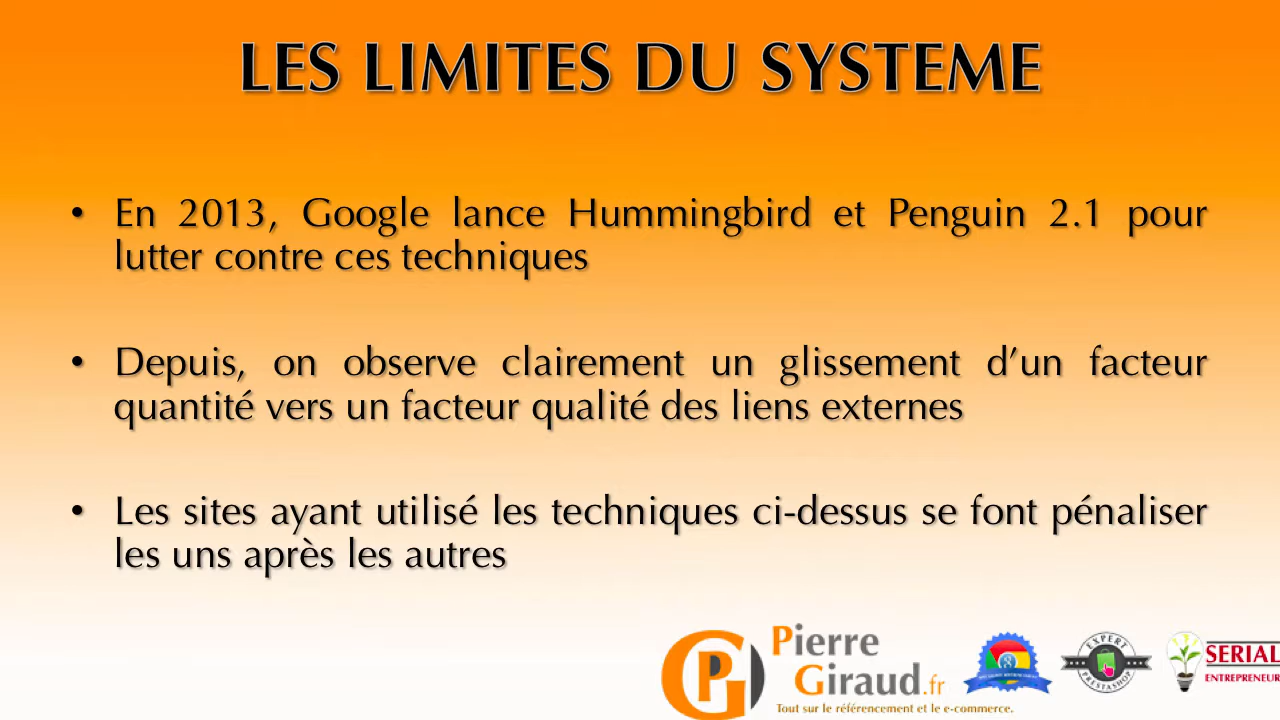 LES LIMITES DU SYSTEME
• En 2013, Google lance Hummingbird et Penguin 2.1 pour
lutter contre ces techniques
• Depuis, on observe clairement un glissement d’un facteur
quantité vers un facteur qualité des liens externes
• Les sites ayant utilisé les techniques ci-dessus se font pénaliser
les uns après les autres
PG
Pierre
Giraud.fr
Tout sur le référencement et le e-commerce.
EXPERT
PRESTASHOP
SERIAL
ENTREPRENEUR